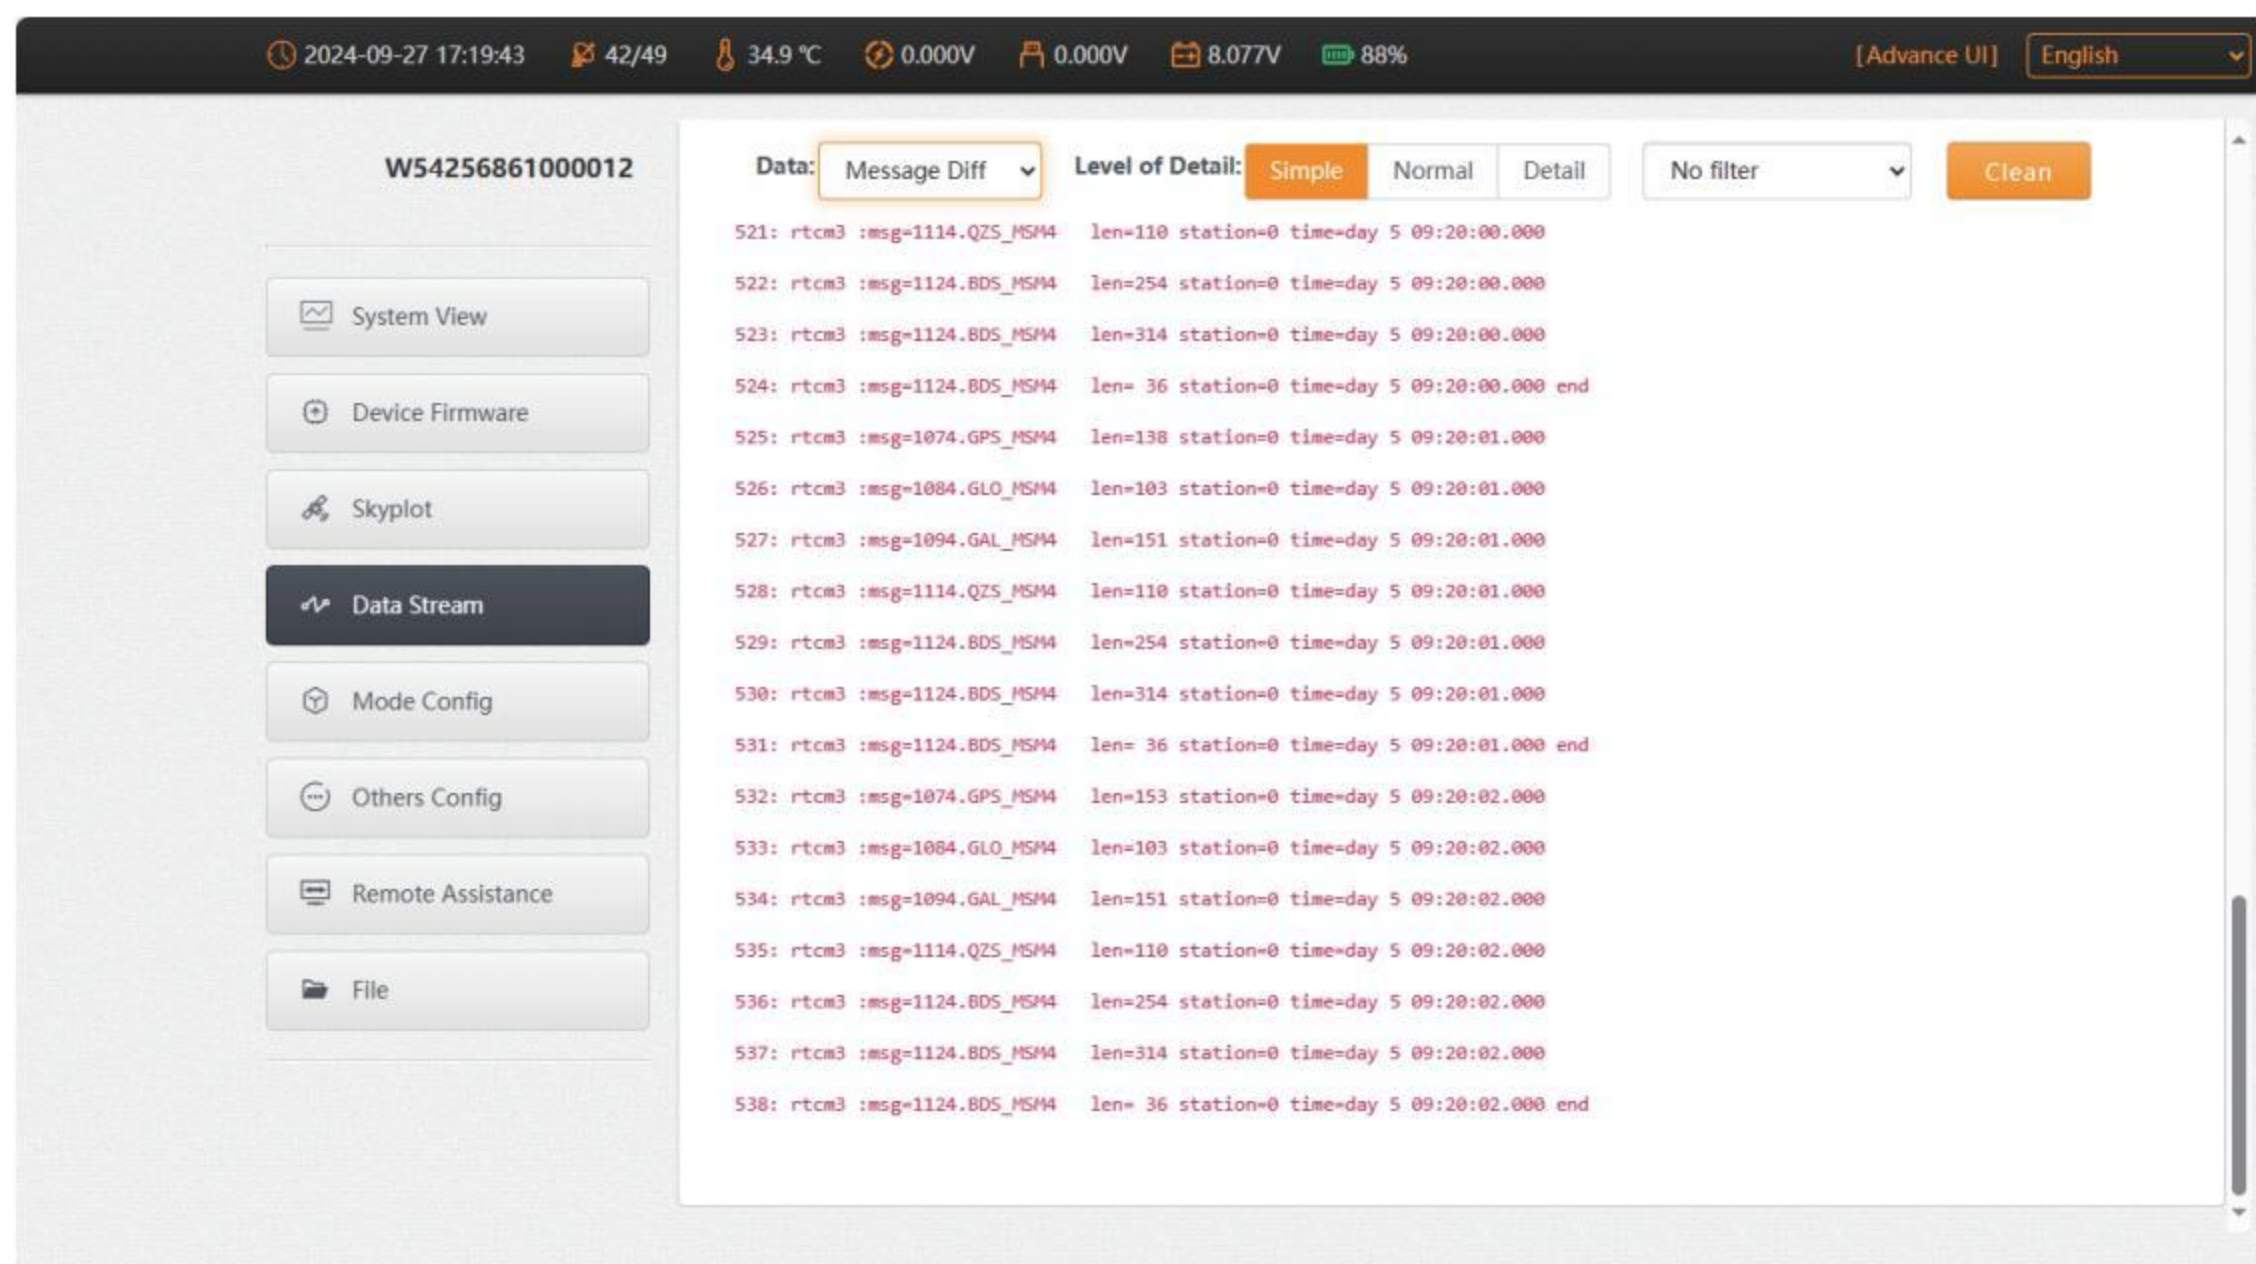 2024-09-27 17:19:43 42/49 34.9 ℃ 0.000V 0.000V 8.077V 88% [Advance UI] English
W54256861000012
System View
Device Firmware
Skyplot
Data Stream
Mode Config
Others Config
Remote Assistance
File
Data: Message Diff Level of Detail: Simple Normal Detail No filter Clean
521: rtcm3 :msg=1114.QZS_MSM4 len=110 station=0 time=day 5 09:20:00.000
522: rtcm3 :msg=1124.BDS_MSM4 len=254 station=0 time=day 5 09:20:00.000
523: rtcm3 :msg=1124.BDS_MSM4 len=314 station=0 time=day 5 09:20:00.000
524: rtcm3 :msg=1124.BDS_MSM4 len= 36 station=0 time=day 5 09:20:00.000 end
525: rtcm3 :msg=1074.GPS_MSM4 len=138 station=0 time=day 5 09:20:01.000
526: rtcm3 :msg=1084.GLO_MSM4 len=103 station=0 time=day 5 09:20:01.000
527: rtcm3 :msg=1094.GAL_MSM4 len=151 station=0 time=day 5 09:20:01.000
528: rtcm3 :msg=1114.QZS_MSM4 len=110 station=0 time=day 5 09:20:01.000
529: rtcm3 :msg=1124.BDS_MSM4 len=254 station=0 time=day 5 09:20:01.000
530: rtcm3 :msg=1124.BDS_MSM4 len=314 station=0 time=day 5 09:20:01.000
531: rtcm3 :msg=1124.BDS_MSM4 len= 36 station=0 time=day 5 09:20:01.000 end
532: rtcm3 :msg=1074.GPS_MSM4 len=153 station=0 time=day 5 09:20:02.000
533: rtcm3 :msg=1084.GLO_MSM4 len=103 station=0 time=day 5 09:20:02.000
534: rtcm3 :msg=1094.GAL_MSM4 len=151 station=0 time=day 5 09:20:02.000
535: rtcm3 :msg=1114.QZS_MSM4 len=110 station=0 time=day 5 09:20:02.000
536: rtcm3 :msg=1124.BDS_MSM4 len=254 station=0 time=day 5 09:20:02.000
537: rtcm3 :msg=1124.BDS_MSM4 len=314 station=0 time=day 5 09:20:02.000
538: rtcm3 :msg=1124.BDS_MSM4 len= 36 station=0 time=day 5 09:20:02.000 end